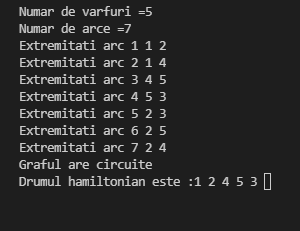 Numar de varfuri =5
Numar de arce =7
Extremitati arc 1 1 2
Extremitati arc 2 1 4
Extremitati arc 3 4 5
Extremitati arc 4 5 3
Extremitati arc 5 2 3
Extremitati arc 6 2 5
Extremitati arc 7 2 4
Graful are circuite
Drumul hamiltonian este :1 2 4 5 3